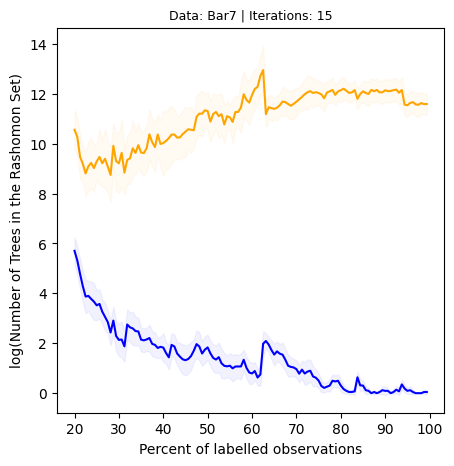 Data: Bar7 | Iterations: 15
log(Number of Trees in the Rashomon Set)
14
12
10
8
6
4
2
0
20 30 40 50 60 70 80 90 100
Percent of labelled observations